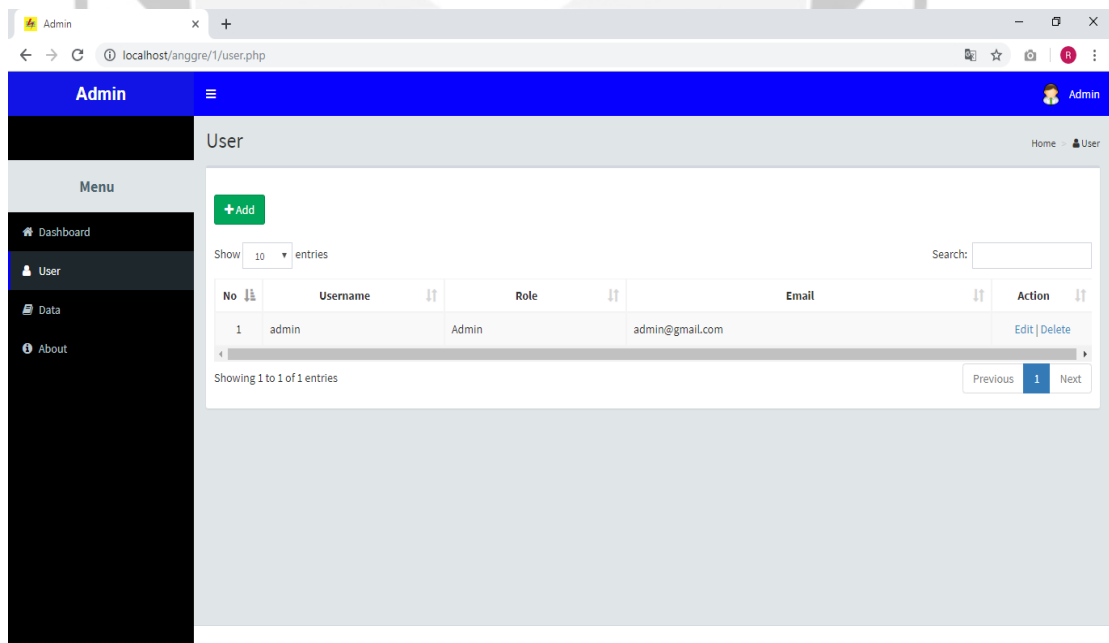 Admin
localhost/anggre/1/user.php
R
Admin
Admin
User
Home > User
Menu
Dashboard
User
Data
About
+ Add
Show 10 entries
Search:
No Username Role Email Action
1 admin Admin admin@gmail.com Edit | Delete
Showing 1 to 1 of 1 entries
Previous 1 Next